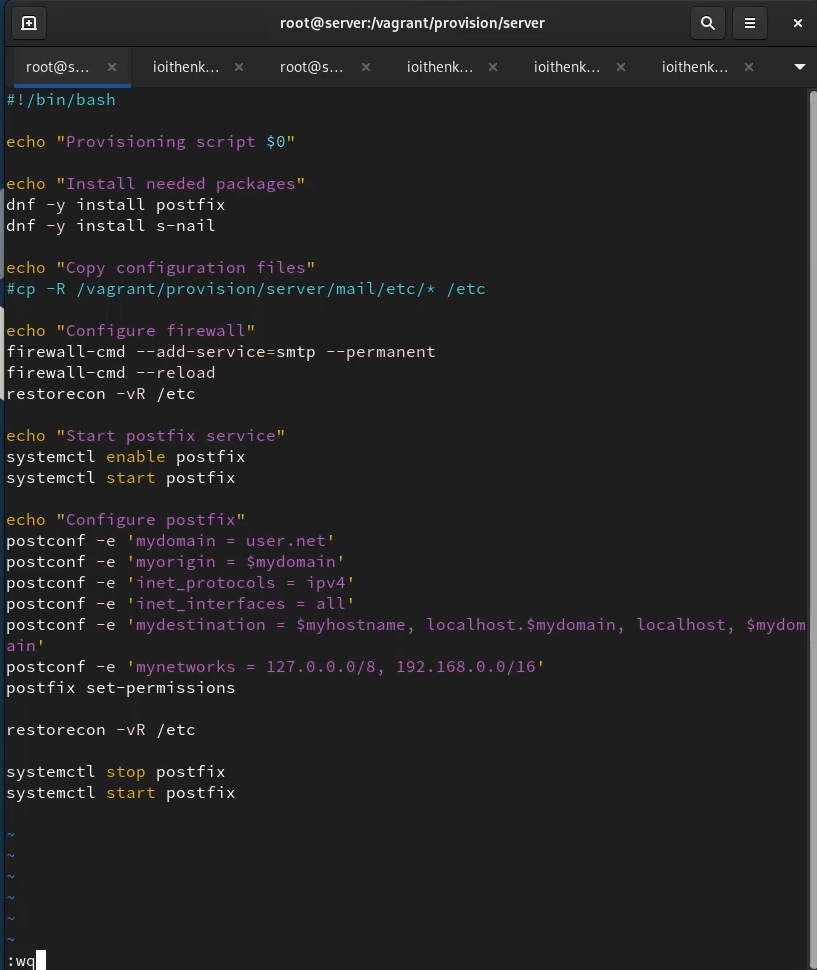 root@server:/vagrant/provision/server
root@s...
ioithenk...
root@s...
ioithenk...
ioithenk...
ioithenk...
#!/bin/bash
echo "Provisioning script $0"
echo "Install needed packages"
dnf -y install postfix
dnf -y install s-nail
echo "Copy configuration files"
#cp -R /vagrant/provision/server/mail/etc/* /etc
echo "Configure firewall"
firewall-cmd --add-service=smtp --permanent
firewall-cmd --reload
restorecon -vR /etc
echo "Start postfix service"
systemctl enable postfix
systemctl start postfix
echo "Configure postfix"
postconf -e 'mydomain = user.net'
postconf -e 'myorigin = $mydomain'
postconf -e 'inet_protocols = ipv4'
postconf -e 'inet_interfaces = all'
postconf -e 'mydestination = $myhostname, localhost.$mydomain, localhost, $mydom
ain'
postconf -e 'mynetworks = 127.0.0.0/8, 192.168.0.0/16'
postfix set-permissions
restorecon -vR /etc
systemctl stop postfix
systemctl start postfix
~
~
~
~
~
~
:wq